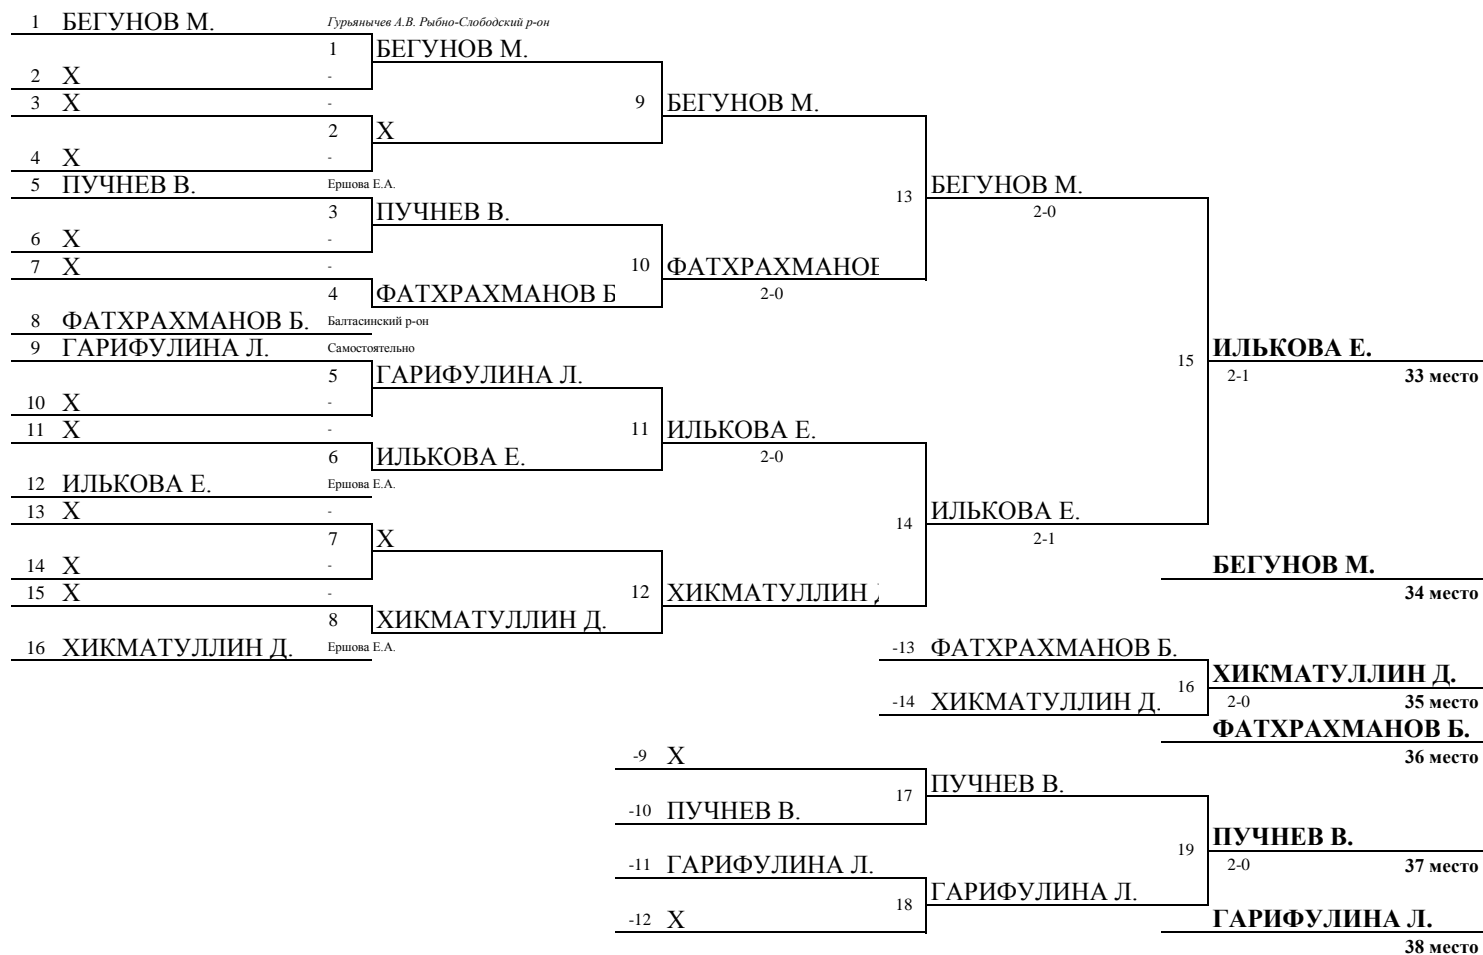 1 БЕГУНОВ М. Гурьянычев А.В. Рыбно-Слободский р-он
1 БЕГУНОВ М.
2 X -
3 X - 9 БЕГУНОВ М.
2 X
4 X -
5 ПУЧНЕВ В. Ершова Е.А. 13 БЕГУНОВ М.
3 ПУЧНЕВ В. 2-0
6 X -
7 X - 10 ФАТХРАХМАНОВ
4 ФАТХРАХМАНОВ Б 2-0
8 ФАТХРАХМАНОВ Б. Балтасинский р-он
9 ГАРИФУЛИНА Л. Самостоятельно 15 ИЛЬКОВА Е.
5 ГАРИФУЛИНА Л. 2-1 33 место
10 X -
11 X - 11 ИЛЬКОВА Е.
6 ИЛЬКОВА Е. 2-0
12 ИЛЬКОВА Е. Ершова Е.А.
13 X - 14 ИЛЬКОВА Е.
7 X 2-1
14 X - БЕГУНОВ М.
15 X - 12 ХИКМАТУЛЛИН 34 место
8 ХИКМАТУЛЛИН Д.
16 ХИКМАТУЛЛИН Д. Ершова Е.А. -13 ФАТХРАХМАНОВ Б.
16 ХИКМАТУЛЛИН Д.
-14 ХИКМАТУЛЛИН Д. 2-0 35 место
ФАТХРАХМАНОВ Б.
-9 X 36 место
17 ПУЧНЕВ В.
-10 ПУЧНЕВ В.
19 ПУЧНЕВ В.
-11 ГАРИФУЛИНА Л. 2-0 37 место
18 ГАРИФУЛИНА Л.
-12 X ГАРИФУЛИНА Л.
38 место